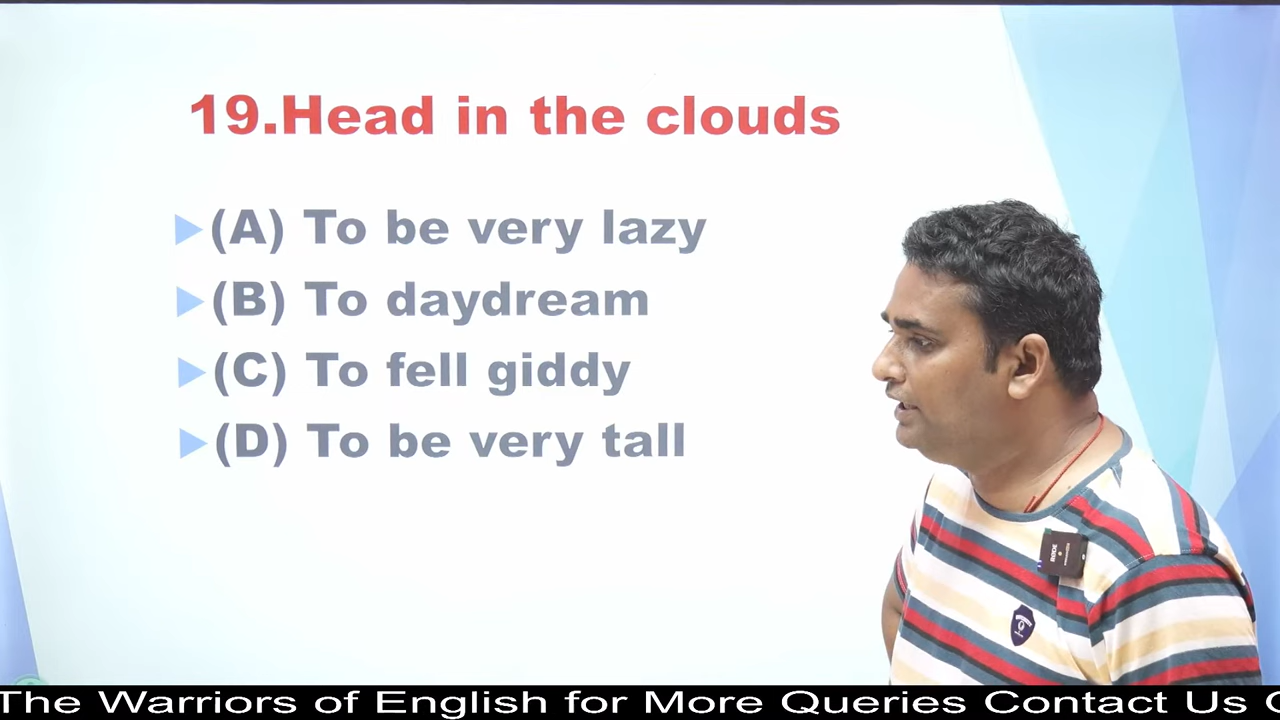 19.Head in the clouds
(A) To be very lazy
(B) To daydream
(C) To fell giddy
(D) To be very tall
The Warriors of English for More Queries Contact Us